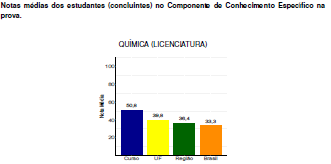 Notas médias dos estudantes (concluintes) no Componente de Conhecimento Específico na
prova.
QUÍMICA (LICENCIATURA)
100
80
60
40
20
Nota Média
50,8
39,8
36,4
33,3
Curso UF Região Brasil